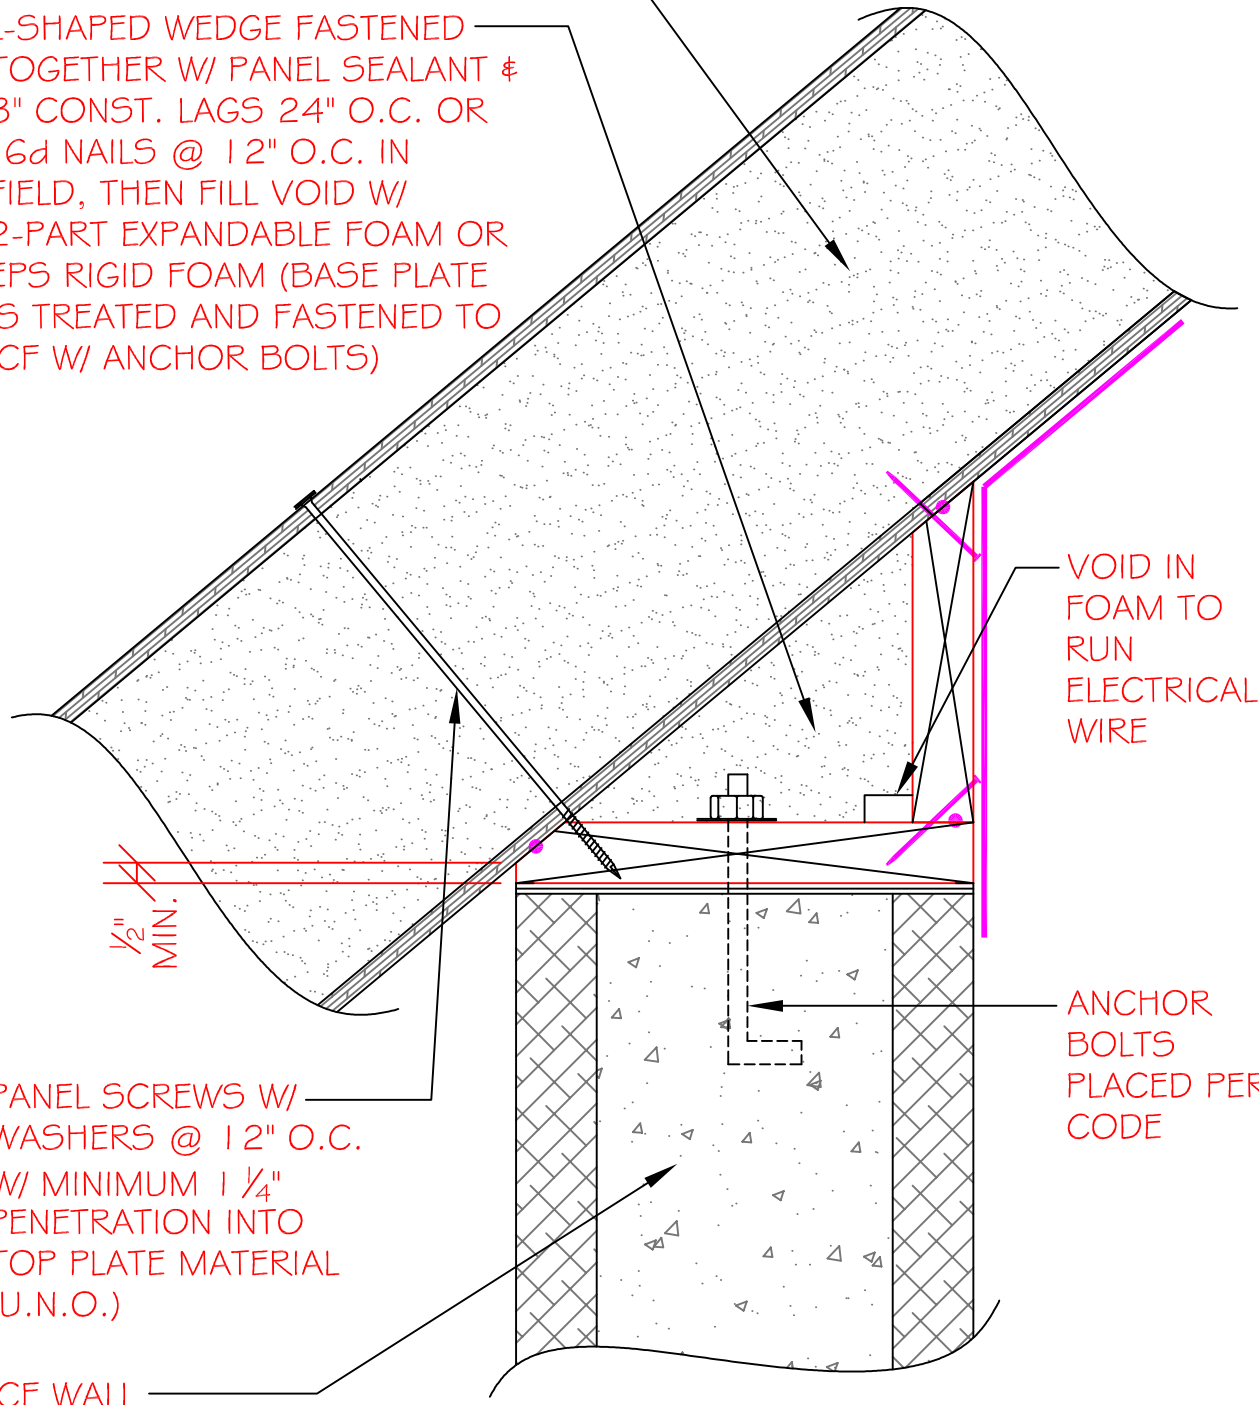 L-SHAPED WEDGE FASTENED
TOGETHER W/ PANEL SEALANT &
3" CONST. LAGS 24" O.C. OR
16d NAILS @ 12" O.C. IN
FIELD, THEN FILL VOID W/
2-PART EXPANDABLE FOAM OR
EPS RIGID FOAM (BASE PLATE
IS TREATED AND FASTENED TO
ICF W/ ANCHOR BOLTS)
VOID IN
FOAM TO
RUN
ELECTRICAL
WIRE
½"
MIN.
ANCHOR
BOLTS
PLACED PER
CODE
PANEL SCREWS W/
WASHERS @ 12" O.C.
W/ MINIMUM 1 ¼"
PENETRATION INTO
TOP PLATE MATERIAL
(U.N.O.)
ICF WALL